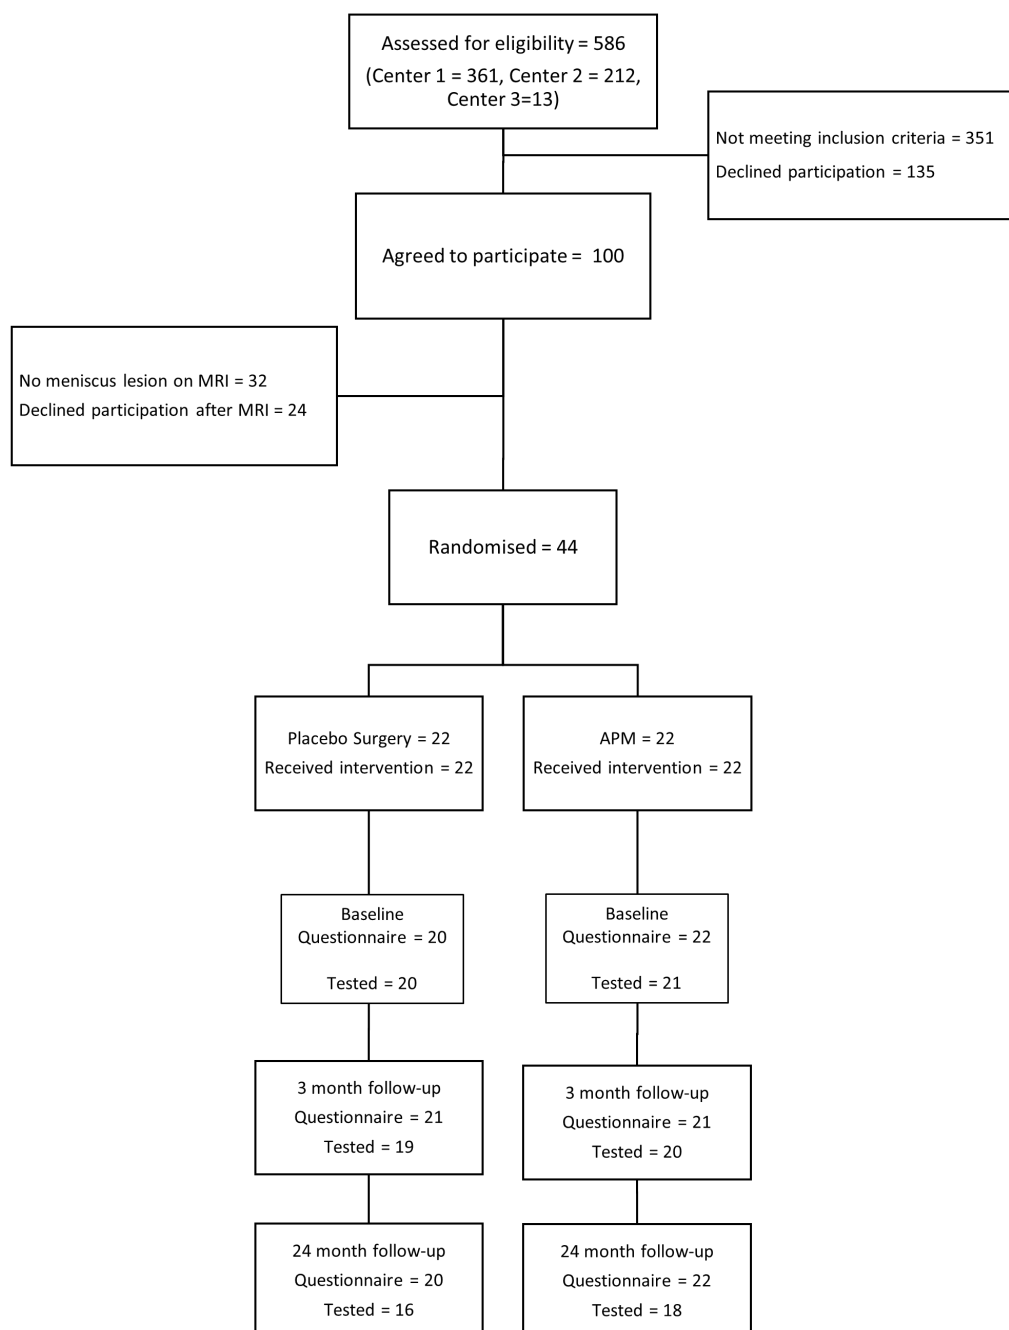 Assessed for eligibility = 586
(Center 1 = 361, Center 2 = 212,
Center 3=13)
Not meeting inclusion criteria = 351
Declined participation = 135
Agreed to participate = 100
No meniscus lesion on MRI = 32
Declined participation after MRI = 24
Randomised = 44
Placebo Surgery = 22
Received intervention = 22
APM = 22
Received intervention = 22
Baseline
Questionnaire = 20
Tested = 20
Baseline
Questionnaire = 22
Tested = 21
3 month follow-up
Questionnaire = 21
Tested = 19
3 month follow-up
Questionnaire = 21
Tested = 20
24 month follow-up
Questionnaire = 20
Tested = 16
24 month follow-up
Questionnaire = 22
Tested = 18